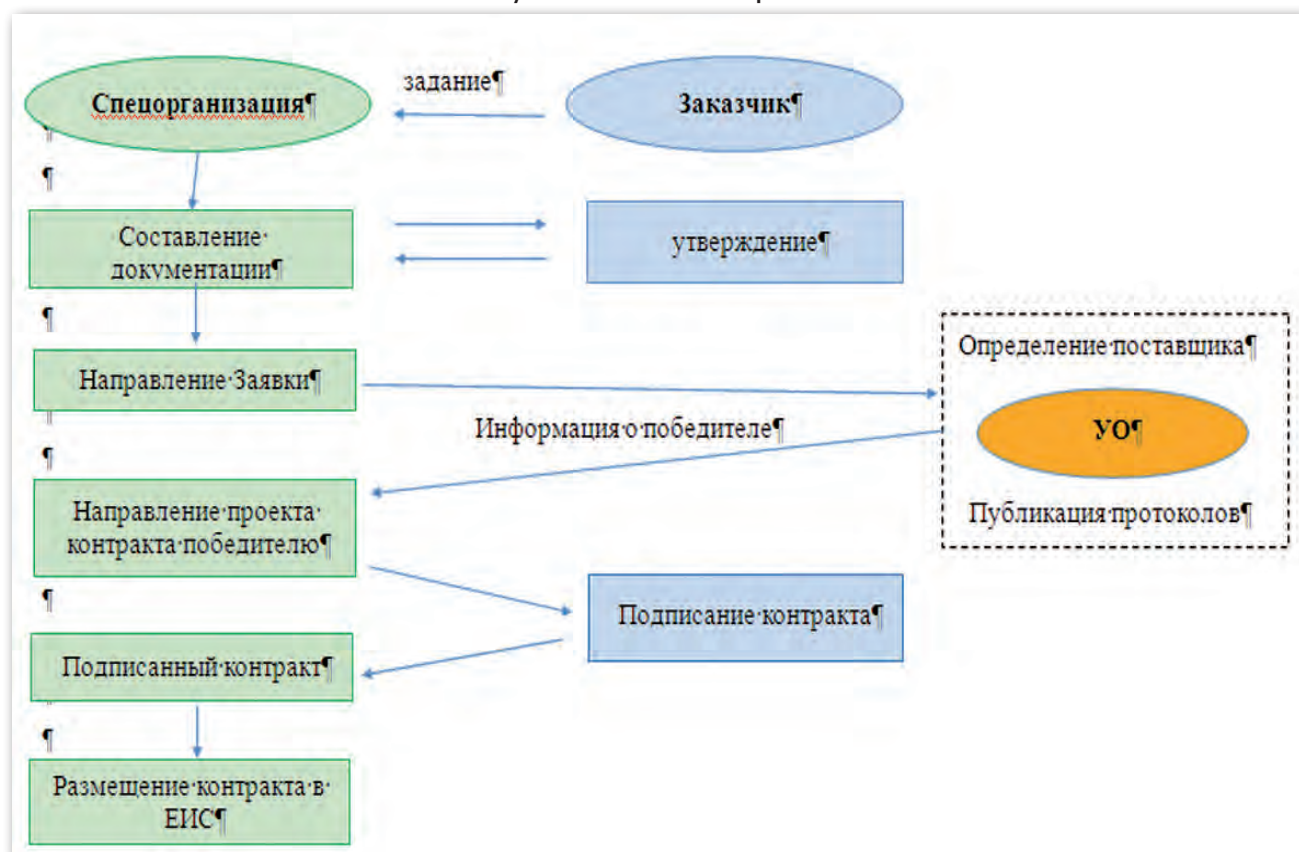 задание¶
Спецорганизация¶
Заказчик¶
¶
¶
Составление·
документации¶
утверждение¶
¶
Определение·поставщика¶
Направление·Заявки¶
¶
Информация·о·победителе¶
УО¶
¶
Направление·проекта·
контракта·победителю¶
Публикация·протоколов¶
¶
Подписание·контракта¶
Подписанный·контракт¶
¶
Размещение·контракта·в·
ЕИС¶